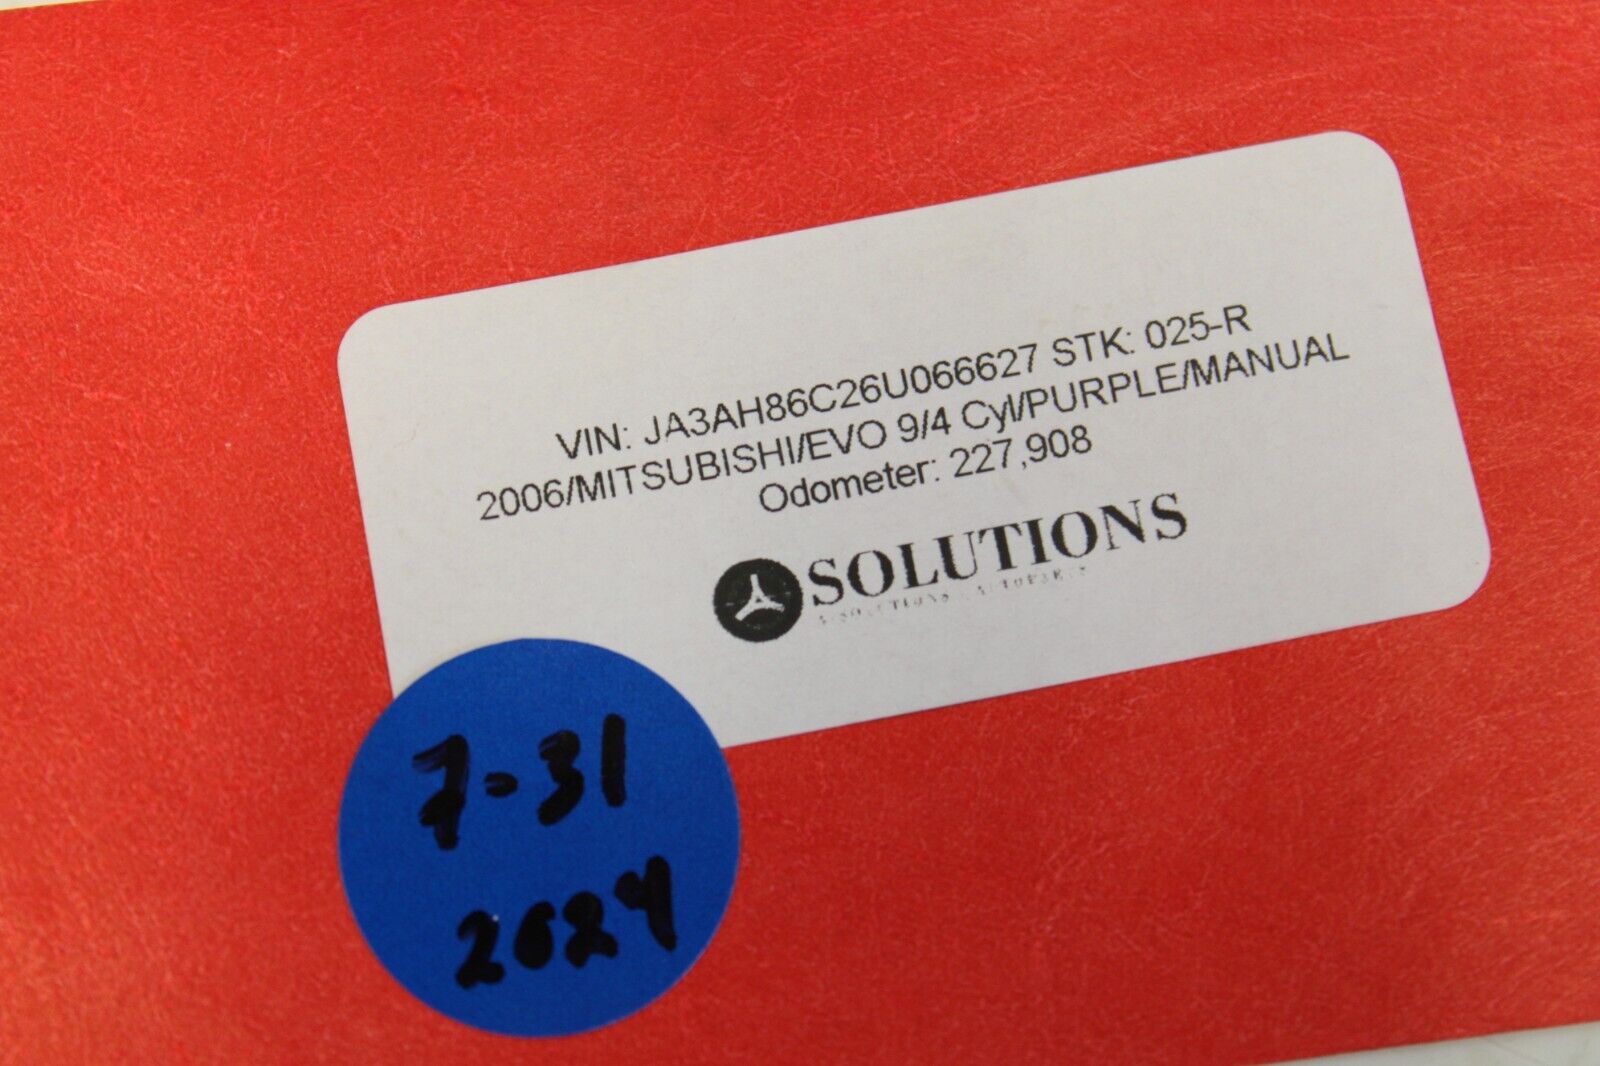 VIN: JA3AH86C26U066627 STK: 025-R
2006/MITSUBISHI/EVO 9/4 Cyl/PURPLE/MANUAL
Odometer: 227,908
SOLUTIONS
7-31
2024